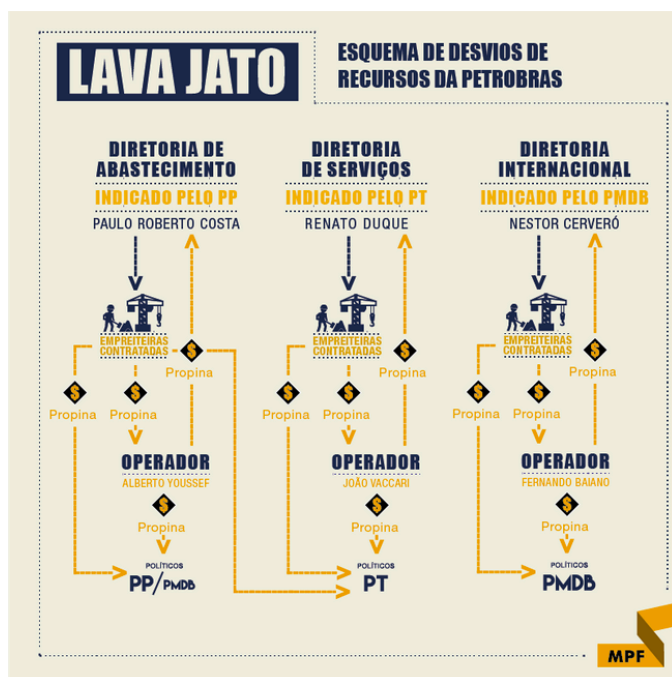 LAVA JATO
ESQUEMA DE DESVIOS DE
RECURSOS DA PETROBRAS
DIRETORIA DE
ABASTECIMENTO
INDICADO PELO PP
PAULO ROBERTO COSTA
EMPREITEIRAS
CONTRATADAS
Propina
Propina
Propina
OPERADOR
ALBERTO YOUSSEF
Propina
POLÍTICOS
PP/PMDB
DIRETORIA
DE SERVIÇOS
INDICADO PELO PT
RENATO DUQUE
EMPREITEIRAS
CONTRATADAS
Propina
Propina
Propina
OPERADOR
JOÃO VACCARI
Propina
POLÍTICOS
PT
DIRETORIA
INTERNACIONAL
INDICADO PELO PMDB
NESTOR CERVERÓ
EMPREITEIRAS
CONTRATADAS
Propina
Propina
Propina
OPERADOR
FERNANDO BAIANO
Propina
POLÍTICOS
PMDB
MPF